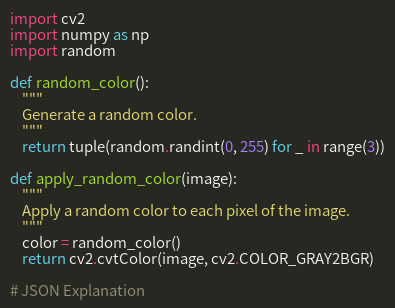 import cv2
import numpy as np
import random

def random_color():
    """
    Generate a random color.
    """
    return tuple(random.randint(0, 255) for _ in range(3))

def apply_random_color(image):
    """
    Apply a random color to each pixel of the image.
    """
    color = random_color()
    return cv2.cvtColor(image, cv2.COLOR_GRAY2BGR)

# JSON Explanation